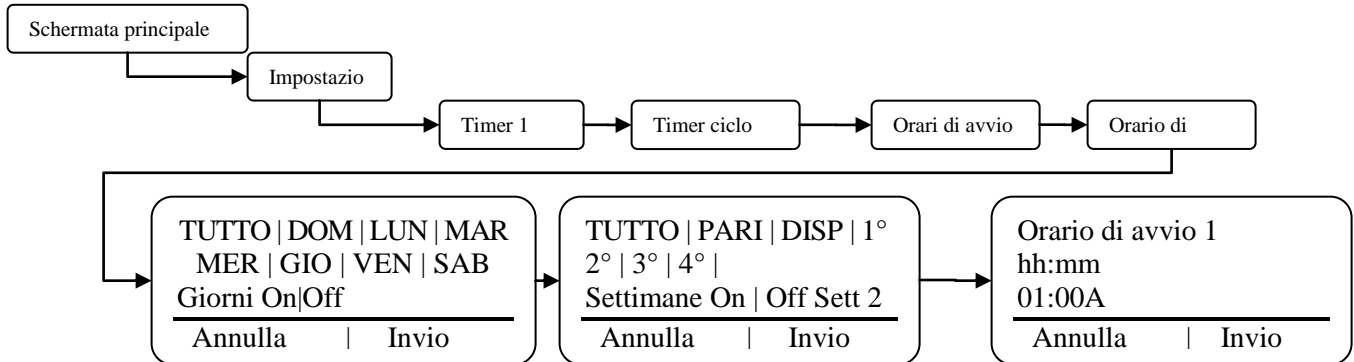 Schermata principale
Impostazio
Timer 1
Timer ciclo
Orari di avvio
Orario di
TUTTO | DOM | LUN | MAR
MER | GIO | VEN | SAB
Giorni On|Off
Annulla | Invio
TUTTO | PARI | DISP | 1°
2° | 3° | 4° |
Settimane On | Off Sett 2
Annulla | Invio
Orario di avvio 1
hh:mm
01:00A
Annulla | Invio